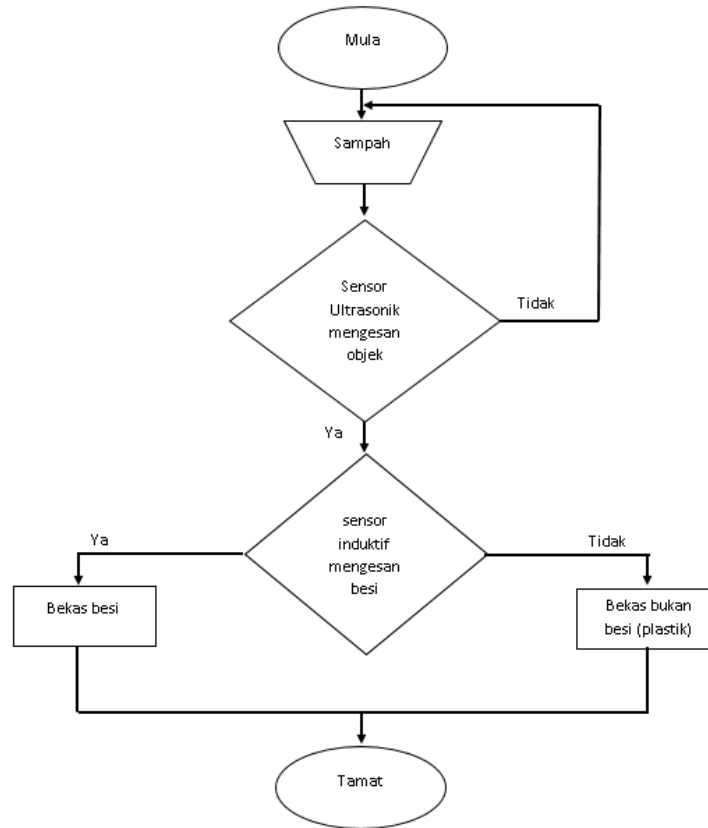 Mula
Sampah
Sensor
Ultrasonik
mengesan
objek
Tidak
Ya
sensor
induktif
mengesan
besi
Ya
Tidak
Bekas besi
Bekas bukan
besi (plastik)
Tamat